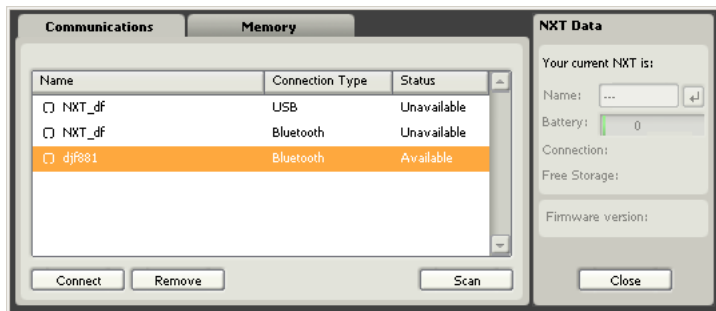 Communications Memory
Name Connection Type Status
NXT_df USB Unavailable
NXT_df Bluetooth Unavailable
djf881 Bluetooth Available
Connect Remove Scan
NXT Data
Your current NXT is:
Name: ---
Battery: 0
Connection:
Free Storage:
Firmware version:
Close